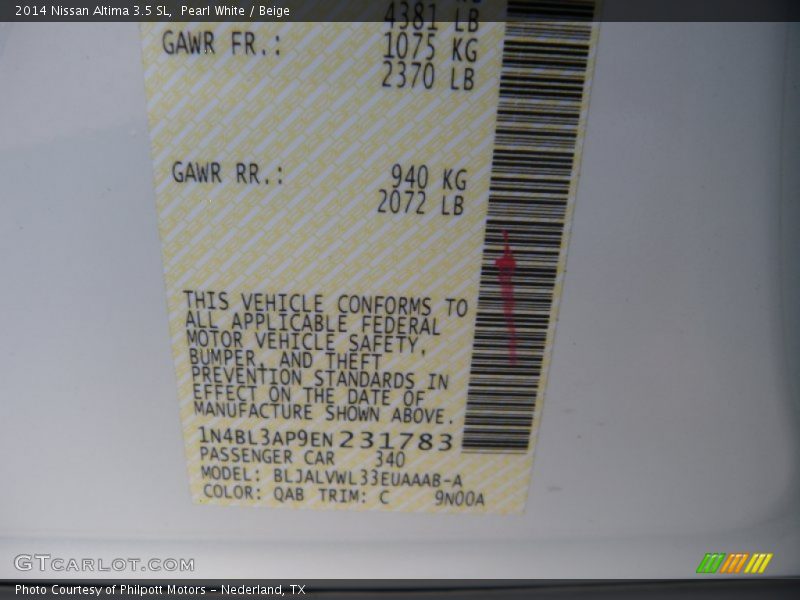 2014 Nissan Altima 3.5 SL, Pearl White / Beige
4381 LB
GAWR FR.: 1075 KG
2370 LB
GAWR RR.: 940 KG
2072 LB
THIS VEHICLE CONFORMS TO
ALL APPLICABLE FEDERAL
MOTOR VEHICLE SAFETY,
BUMPER, AND THEFT
PREVENTION STANDARDS IN
EFFECT ON THE DATE OF
MANUFACTURE SHOWN ABOVE.
1N4BL3AP9EN231783
PASSENGER CAR 340
MODEL: BLJALVWL33EUAAAB-A
COLOR: QAB TRIM: C 9N00A
GTCARLOT.COM
Photo Courtesy of Philpott Motors – Nederland, TX